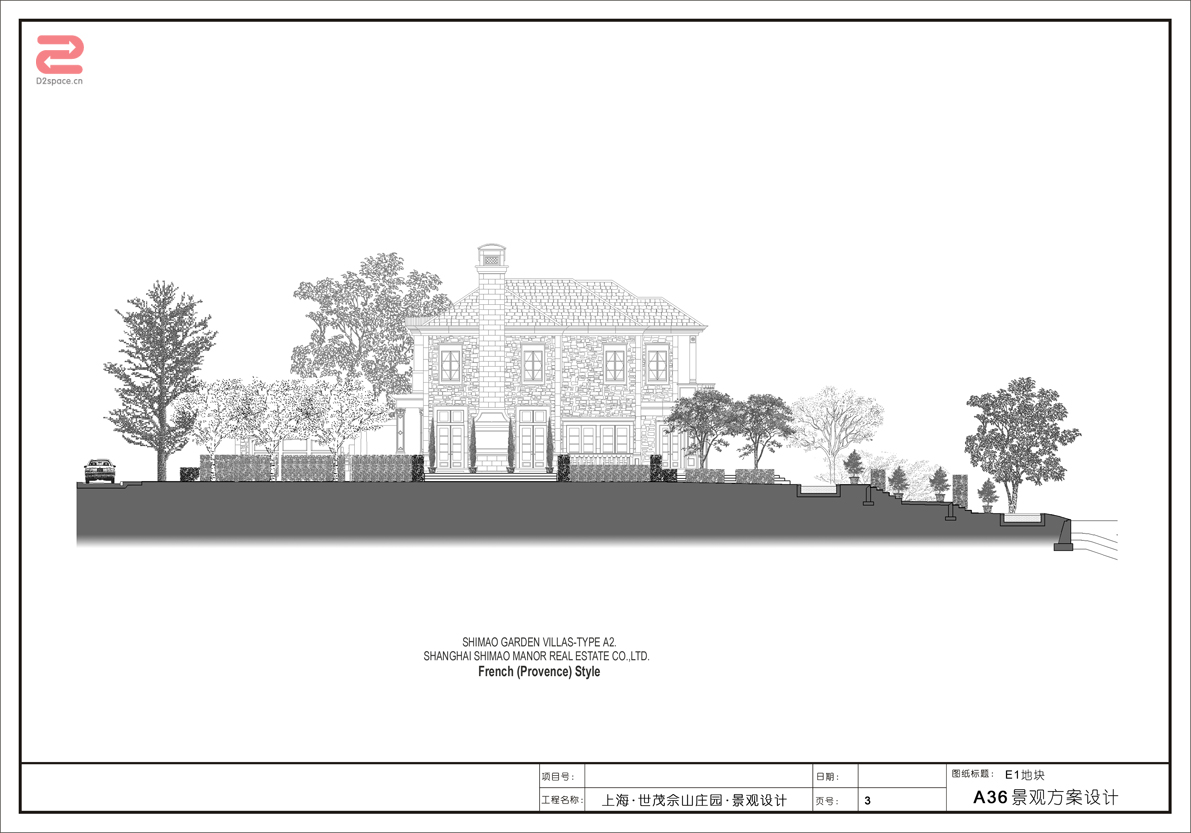 D2space.cn
SHIMAO GARDEN VILLAS-TYPE A2.
SHANGHAI SHIMAO MANOR REAL ESTATE CO.,LTD.
French (Provence) Style
项目号:
日期:
图纸标题: E1地块
工程名称: 上海·世茂佘山庄园·景观设计
页号: 3
A36景观方案设计